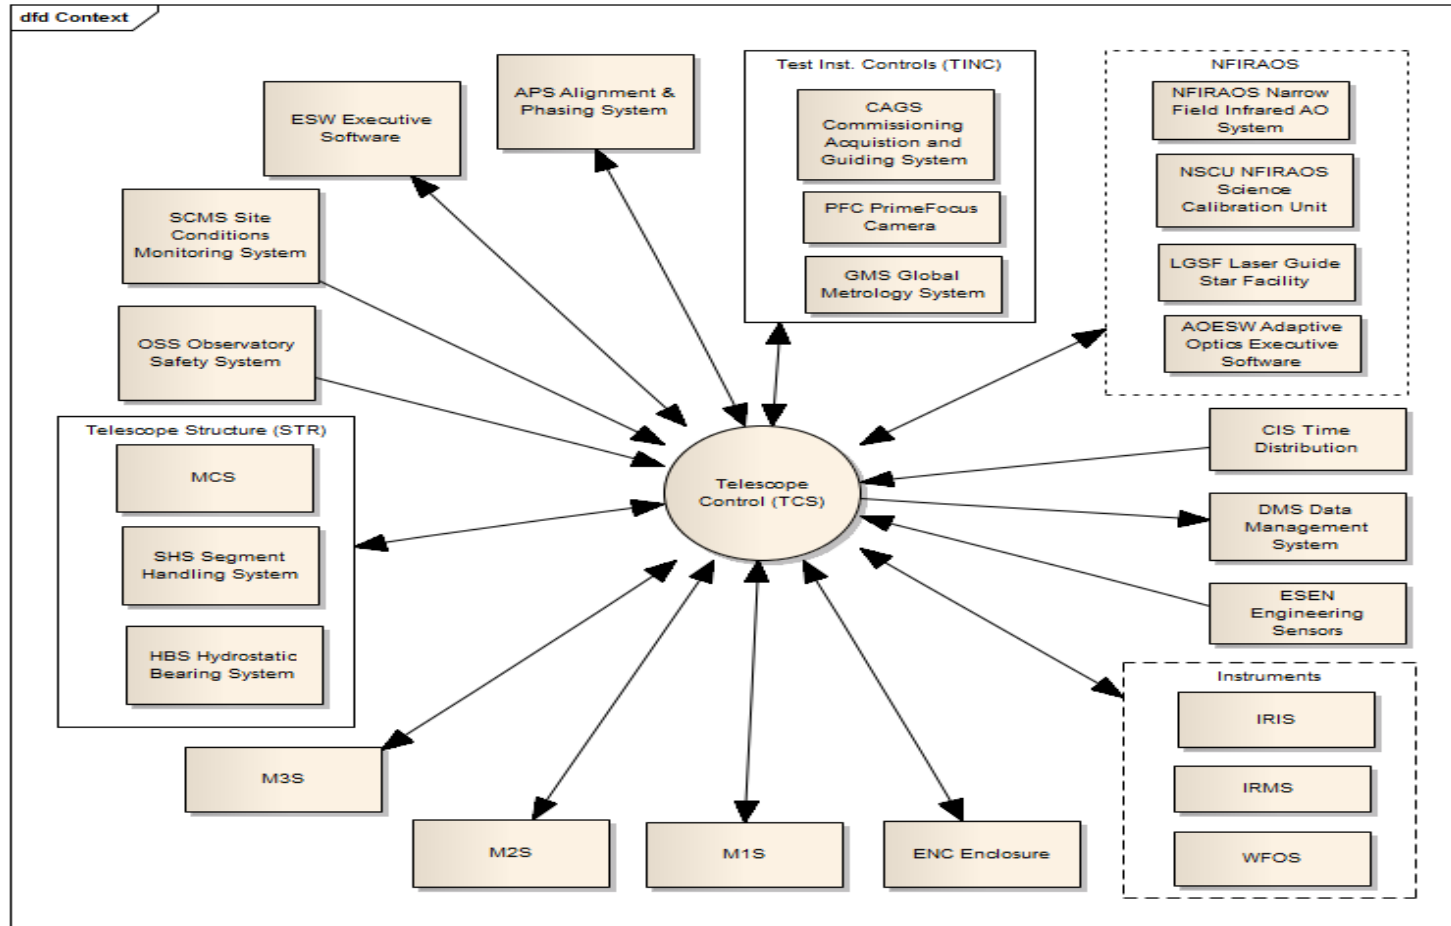 dfd Context
APS Alignment &
Phasing System
ESW Executive
Software
SCMS Site
Conditions
Monitoring System
OSS Observatory
Safety System
Telescope Structure (STR)
MCS
SHS Segment
Handling System
HBS Hydrostatic
Bearing System
M3S
M2S
M1S
ENC Enclosure
Telescope
Control (TCS)
Test Inst. Controls (TINC)
CAGS
Commissioning
Acquistion and
Guiding System
PFC PrimeFocus
Camera
GMS Global
Metrology System
NFIRAOS
NFIRAOS Narrow
Field Infrared AO
System
NSCU NFIRAOS
Science
Calibration Unit
LGSF Laser Guide
Star Facility
AOESW Adaptive
Optics Executive
Software
CIS Time
Distribution
DMS Data
Management
System
ESEN
Engineering
Sensors
Instruments
IRIS
IRMS
WFOS